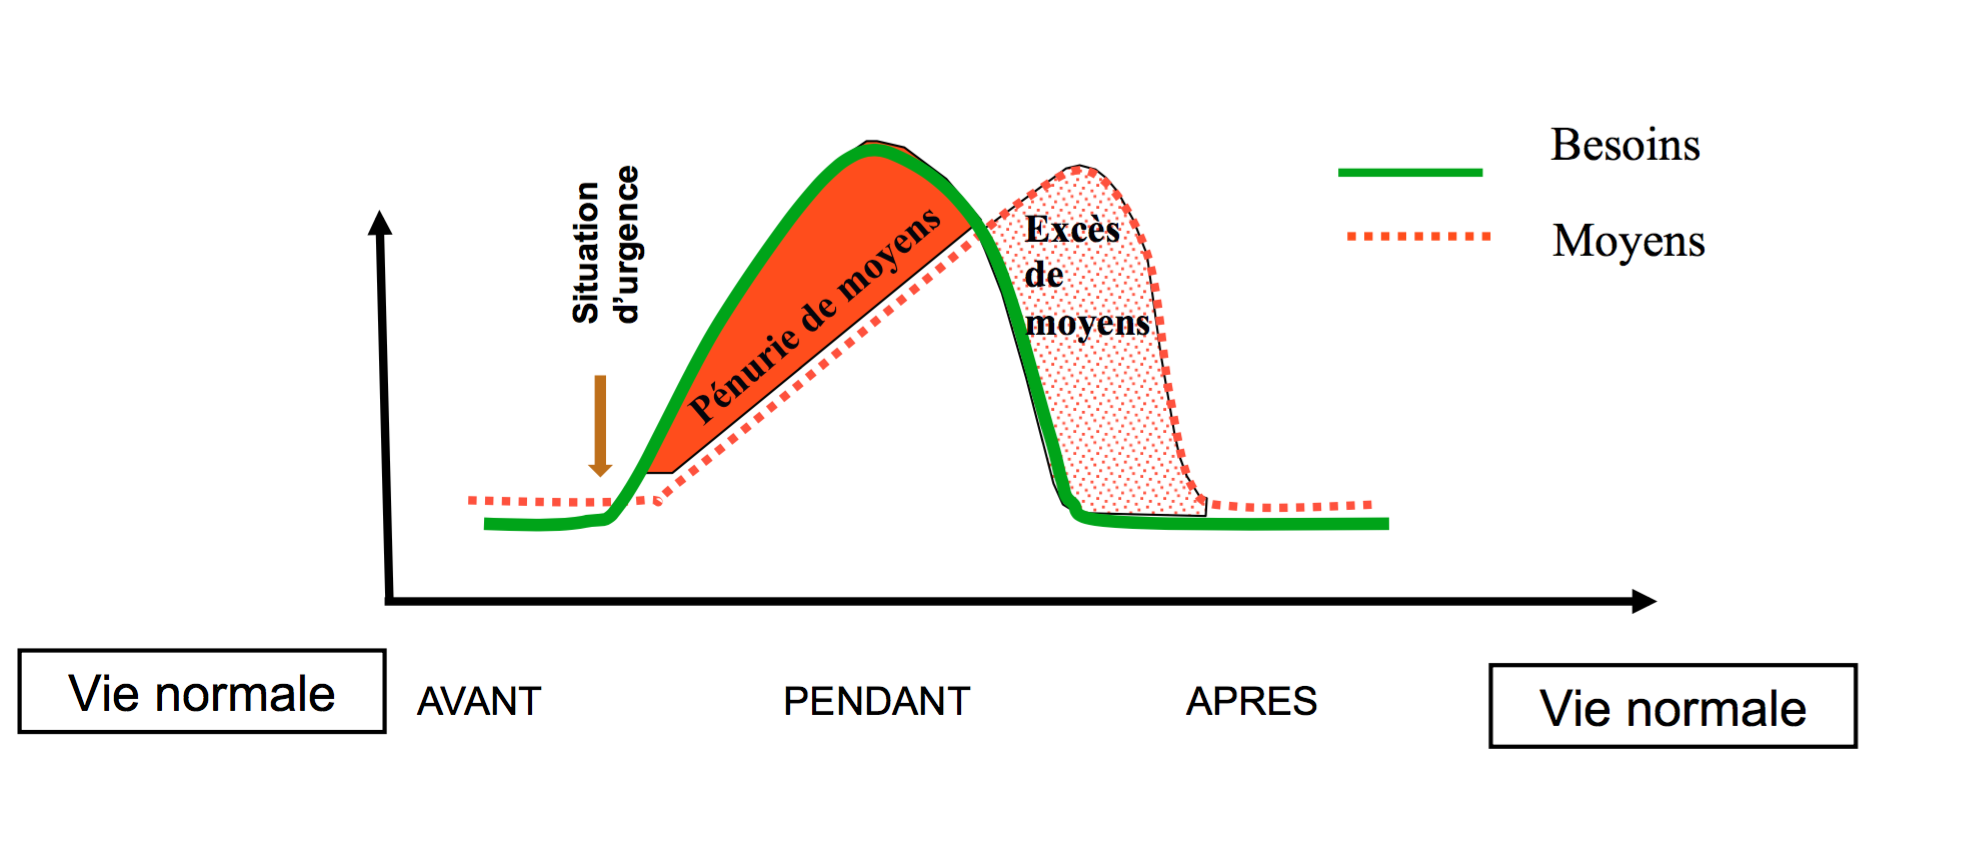 Situation
d'urgence
Pénurie de moyens
Excès
de
moyens
Besoins
Moyens
Vie normale
AVANT
PENDANT
APRES
Vie normale